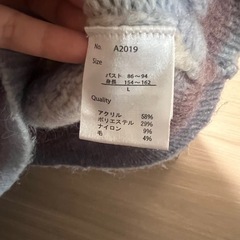 No. A2019
Size
バスト 86～94
身長 154～162
L
Quality
アクリル 58%
ポリエステル 29%
ナイロン 9%
毛 4%